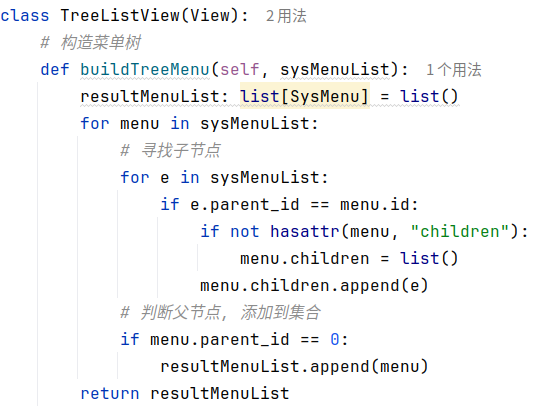 class TreeListView(View): 2用法
# 构造菜单树
def buildTreeMenu(self, sysMenuList): 1个用法
resultMenuList: list[SysMenu] = list()
for menu in sysMenuList:
# 寻找子节点
for e in sysMenuList:
if e.parent_id == menu.id:
if not hasattr(menu, "children"):
menu.children = list()
menu.children.append(e)
# 判断父节点, 添加到集合
if menu.parent_id == 0:
resultMenuList.append(menu)
return resultMenuList